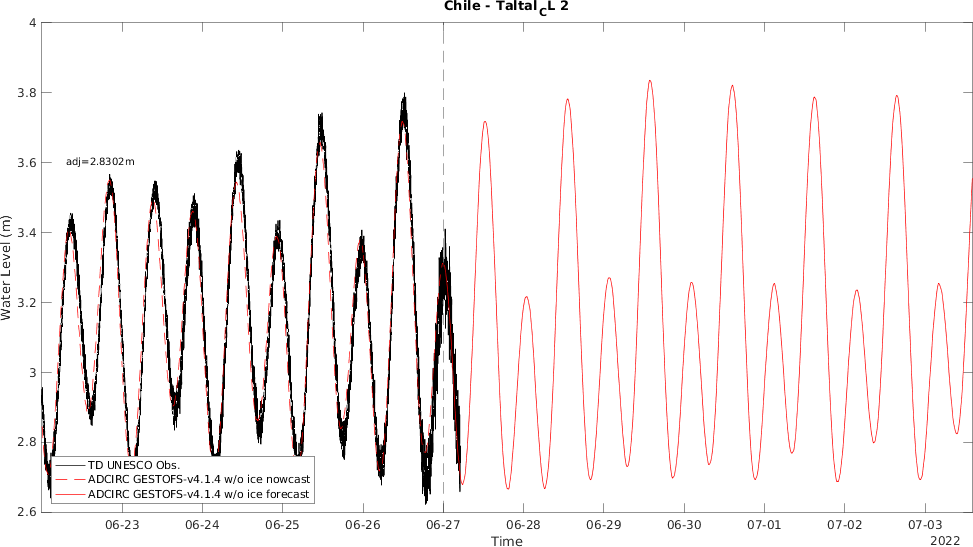 Chile - Taltal_CL 2
4
3.8
3.6
3.4
3.2
3
2.8
2.6
Water Level (m)
adj=2.8302m
TD UNESCO Obs.
ADCIRC GESTOFS-v4.1.4 w/o ice nowcast
ADCIRC GESTOFS-v4.1.4 w/o ice forecast
06-23 06-24 06-25 06-26 06-27 06-28 06-29 06-30 07-01 07-02 07-03
Time
2022